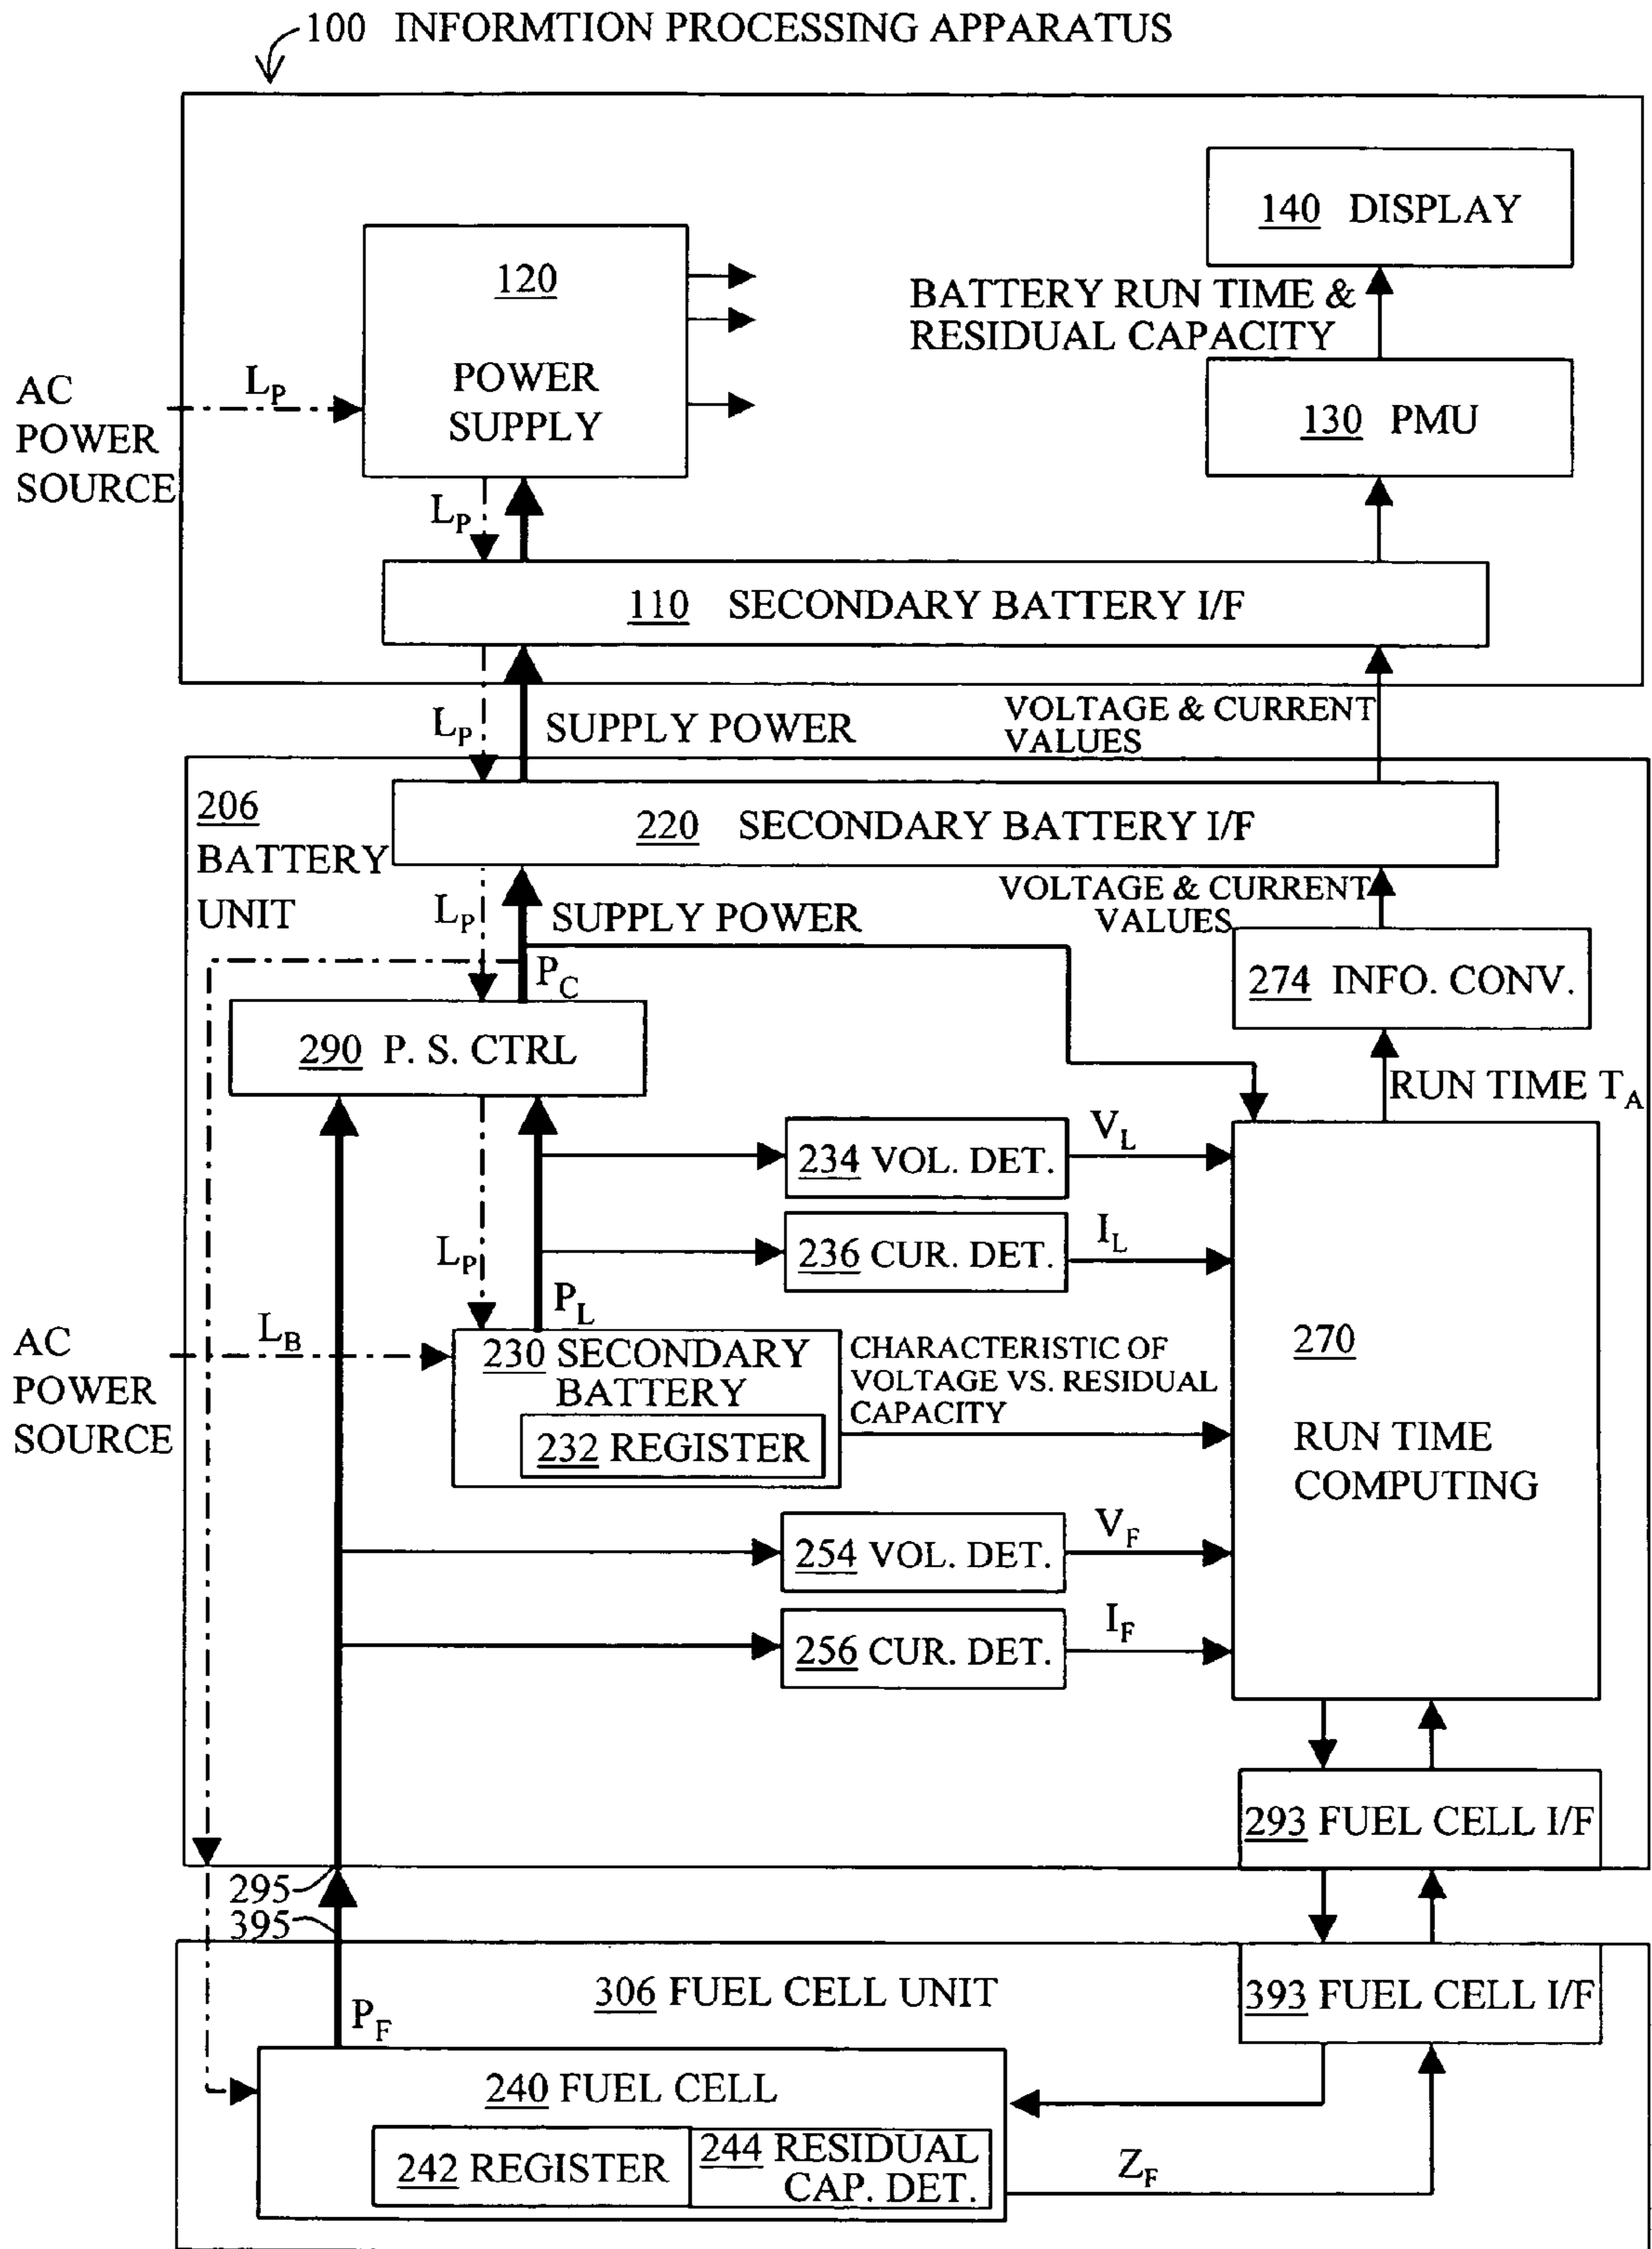 100 INFORMTION PROCESSING APPARATUS
140 DISPLAY
120
POWER
SUPPLY
BATTERY RUN TIME &
RESIDUAL CAPACITY
AC
POWER
SOURCE
LP
130 PMU
LP
110 SECONDARY BATTERY I/F
LP
SUPPLY POWER
VOLTAGE & CURRENT
VALUES
206
BATTERY
UNIT
220 SECONDARY BATTERY I/F
LP
SUPPLY POWER
VOLTAGE & CURRENT
VALUES
PC
274 INFO. CONV.
290 P. S. CTRL
RUN TIME TA
234 VOL. DET.
VL
236 CUR. DET.
IL
LP
PL
AC
POWER
SOURCE
LB
230 SECONDARY
BATTERY
232 REGISTER
CHARACTERISTIC OF
VOLTAGE VS. RESIDUAL
CAPACITY
270
RUN TIME
COMPUTING
254 VOL. DET.
VF
256 CUR. DET.
IF
293 FUEL CELL I/F
295
395
306 FUEL CELL UNIT
393 FUEL CELL I/F
PF
240 FUEL CELL
242 REGISTER
244 RESIDUAL
CAP. DET.
ZF